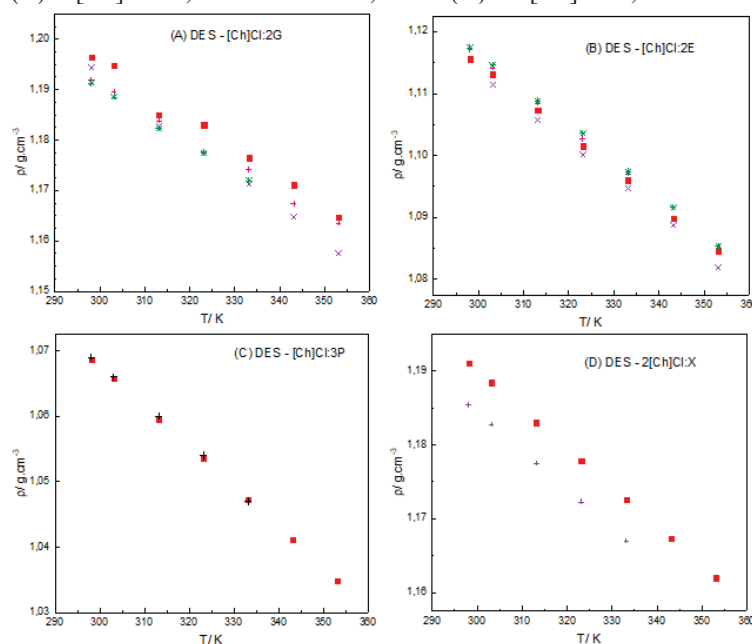 (A) DES - [Ch]Cl:2G
ρ/ g.cm⁻³
1,20
1,19
1,18
1,17
1,16
1,15
290 300 310 320 330 340 350 360
T/ K
(B) DES - [Ch]Cl:2E
ρ/ g.cm⁻³
1,12
1,11
1,10
1,09
1,08
290 300 310 320 330 340 350 360
T/ K
(C) DES - [Ch]Cl:3P
ρ/ g.cm⁻³
1,07
1,06
1,05
1,04
1,03
290 300 310 320 330 340 350 360
T/ K
(D) DES - 2[Ch]Cl:X
ρ/ g.cm⁻³
1,19
1,18
1,17
1,16
290 300 310 320 330 340 350 360
T/ K